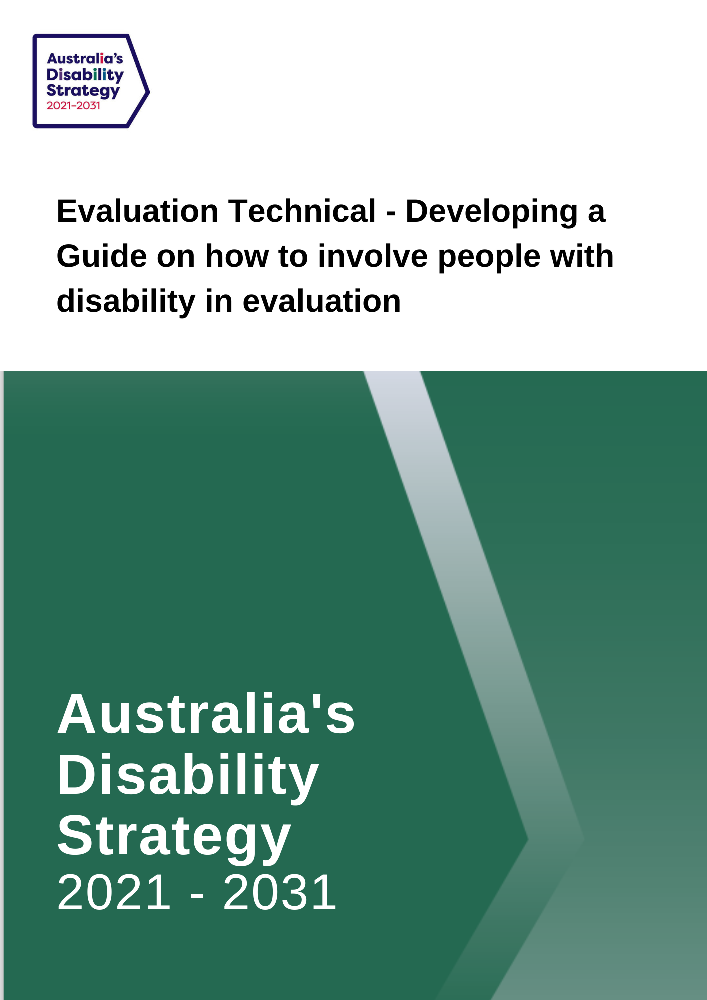 Australia’s
Disability
Strategy
2021–2031
Evaluation Technical - Developing a
Guide on how to involve people with
disability in evaluation
Australia's
Disability
Strategy
2021 - 2031